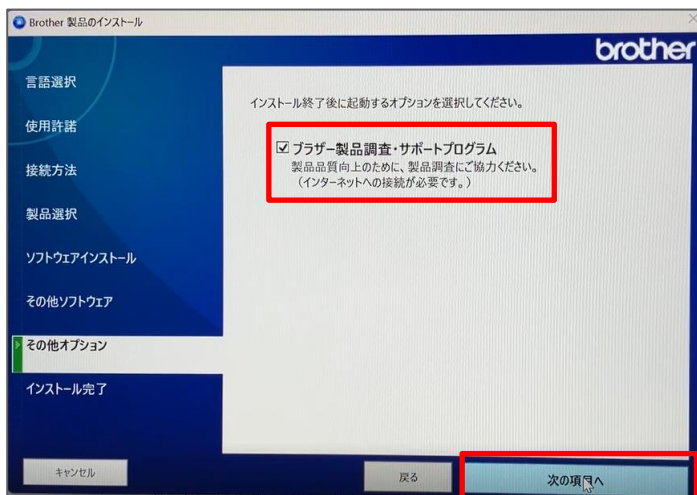 Brother 製品のインストール
brother
言語選択
使用許諾
接続方法
製品選択
ソフトウェアインストール
その他ソフトウェア
その他オプション
インストール完了
インストール終了後に起動するオプションを選択してください。
ブラザー製品調査・サポートプログラム
製品品質向上のために、製品調査にご協力ください。
（インターネットへの接続が必要です。）
キャンセル
戻る
次の項目へ